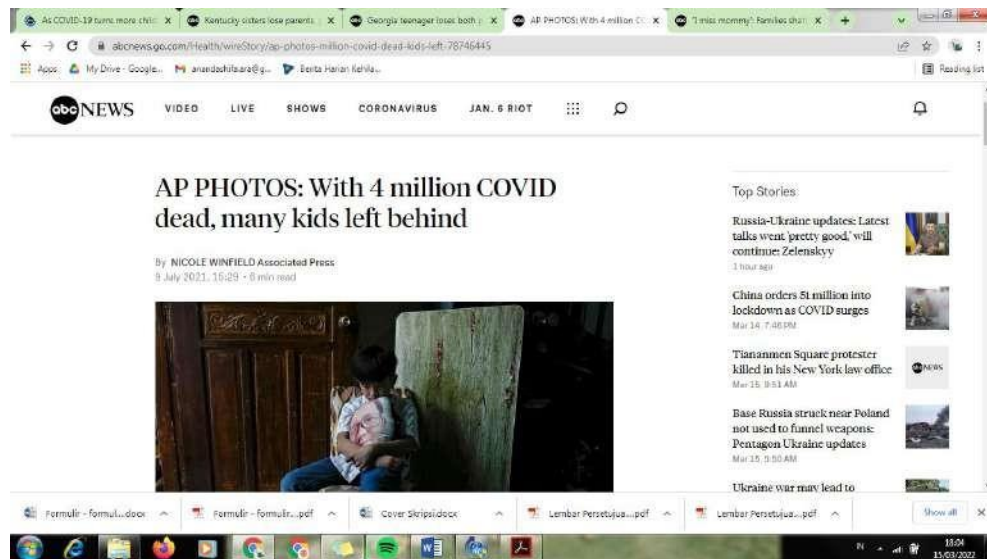 As COVID-19 turns more child
Kentucky sisters lose parents
Georgia teenager loses both p
AP PHOTOS: With 4 million C
"I miss mommy": Families shar
abcnews.go.com/Health/wireStory/ap-photos-million-covid-dead-kids-left-78746445
Apps
My Drive - Google...
Berita Harian Kehila...
Reading list
abc NEWS
VIDEO LIVE SHOWS CORONAVIRUS JAN. 6 RIOT
AP PHOTOS: With 4 million COVID
dead, many kids left behind
By NICOLE WINFIELD Associated Press
9 July 2021, 16:29 • 6 min read
Top Stories
Russia-Ukraine updates: Latest
talks went 'pretty good,' will
continue: Zelenskyy
1 hour ago
China orders 51 million into
lockdown as COVID surges
Mar 14, 7:46 PM
Tiananmen Square protester
killed in his New York law office
Mar 15, 9:51 AM
abc NEWS
Base Russia struck near Poland
not used to funnel weapons:
Pentagon Ukraine updates
Mar 15, 5:50 AM
Ukraine war may lead to
Formulir - formul....docx
Formulir - formulir...pdf
Cover Skripsi.docx
Lembar Persetujua....pdf
Lembar Persetujua....pdf
Show all
IN
18:04
15/03/2022